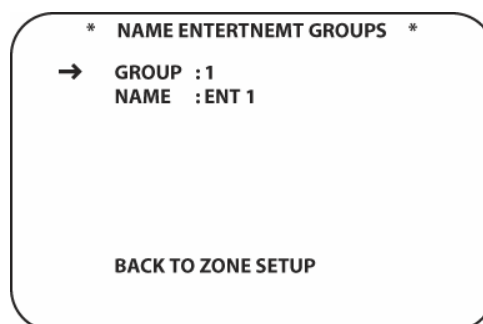 * NAME ENTERTNEMT GROUPS *
→ GROUP : 1
NAME : ENT 1
BACK TO ZONE SETUP